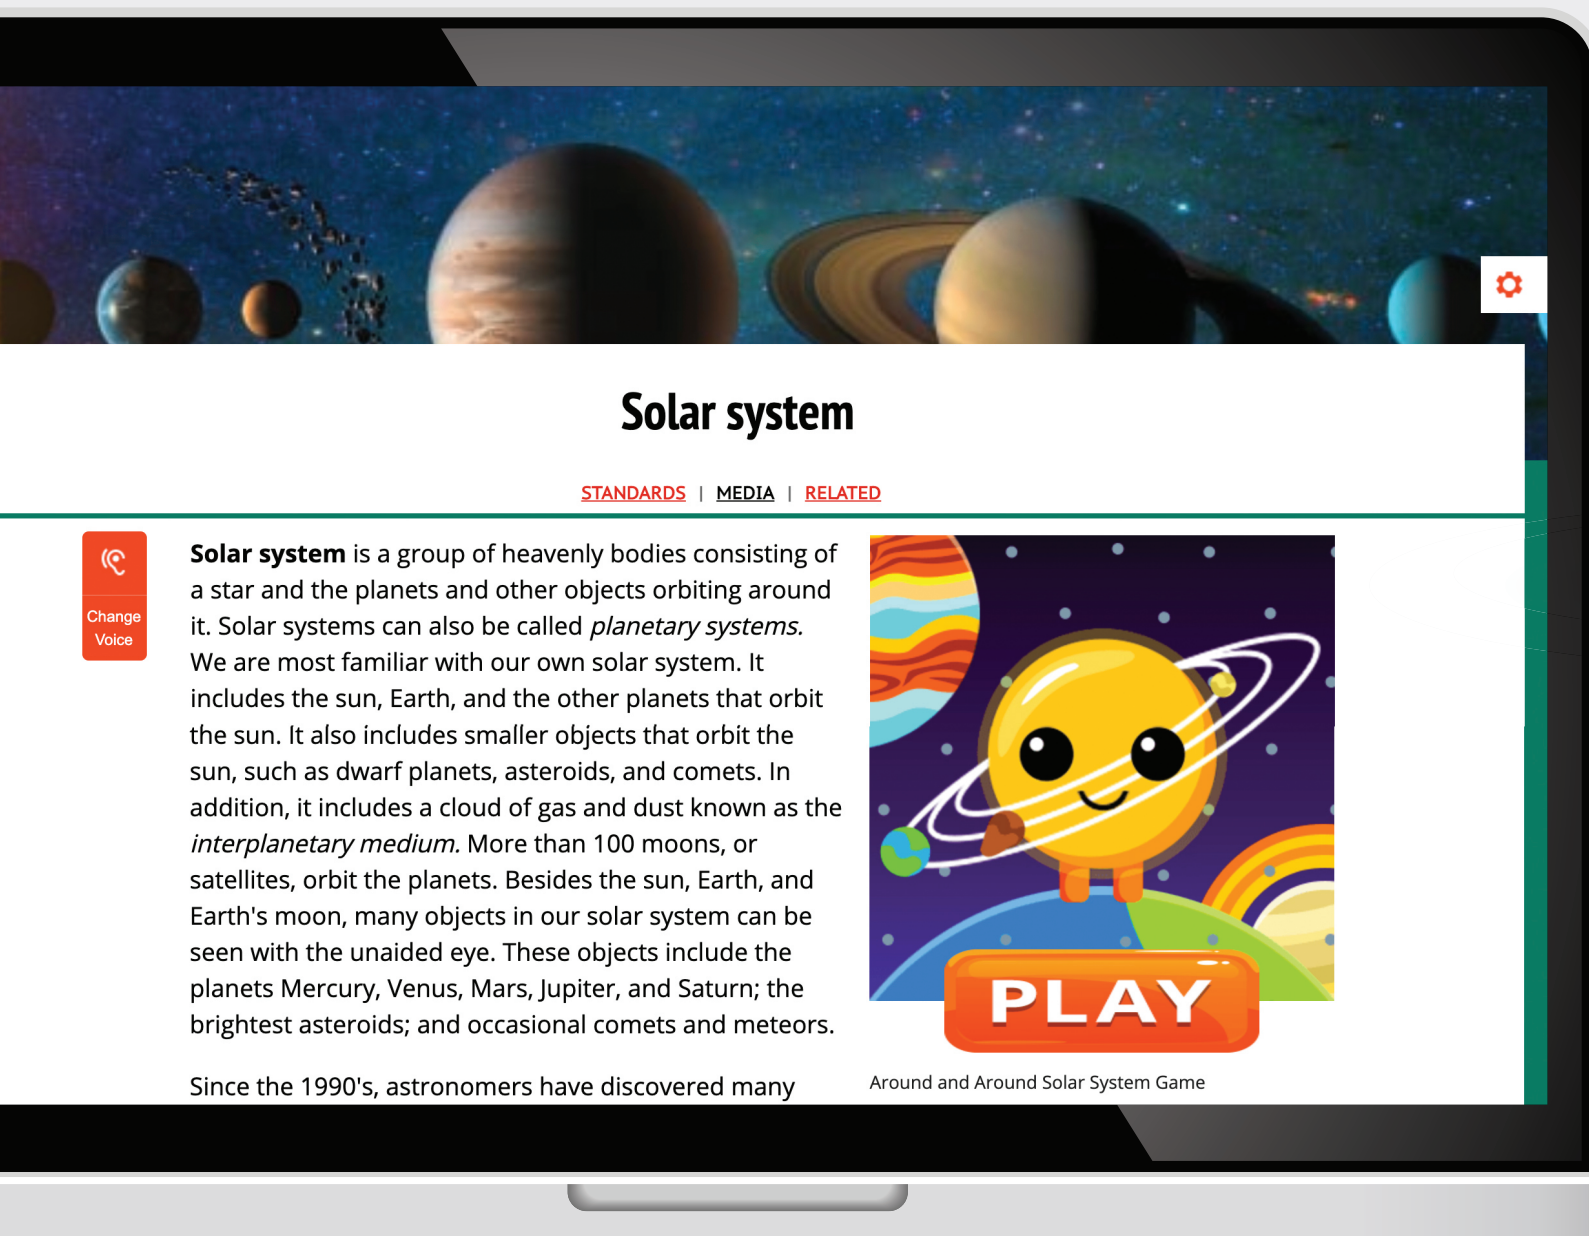 Solar system
STANDARDS | MEDIA | RELATED
Change
Voice
Solar system is a group of heavenly bodies consisting of
a star and the planets and other objects orbiting around
it. Solar systems can also be called planetary systems.
We are most familiar with our own solar system. It
includes the sun, Earth, and the other planets that orbit
the sun. It also includes smaller objects that orbit the
sun, such as dwarf planets, asteroids, and comets. In
addition, it includes a cloud of gas and dust known as the
interplanetary medium. More than 100 moons, or
satellites, orbit the planets. Besides the sun, Earth, and
Earth's moon, many objects in our solar system can be
seen with the unaided eye. These objects include the
planets Mercury, Venus, Mars, Jupiter, and Saturn; the
brightest asteroids; and occasional comets and meteors.
Since the 1990's, astronomers have discovered many
PLAY
Around and Around Solar System Game